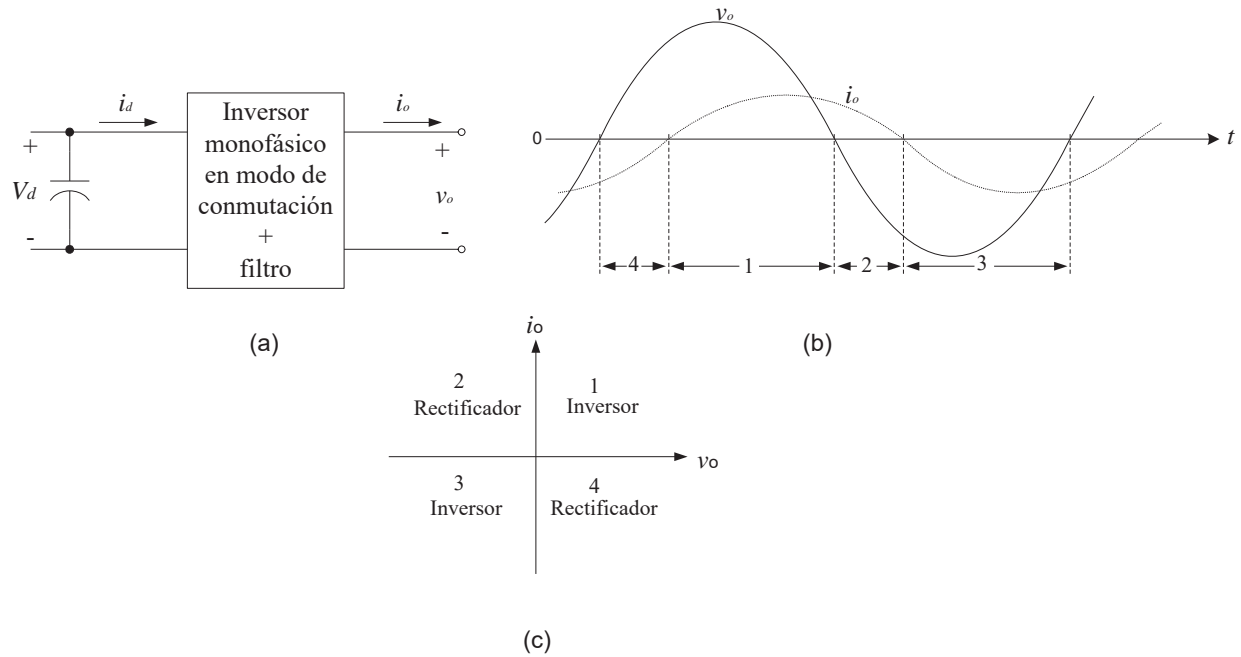 i_d
i_o
+
V_d
-
Inversor
monofásico
en modo de
conmutación
+
filtro
+
v_o
-
(a)
v_o
i_o
0
t
4
1
2
3
(b)
i_o
2
Rectificador
1
Inversor
v_o
3
Inversor
4
Rectificador
(c)